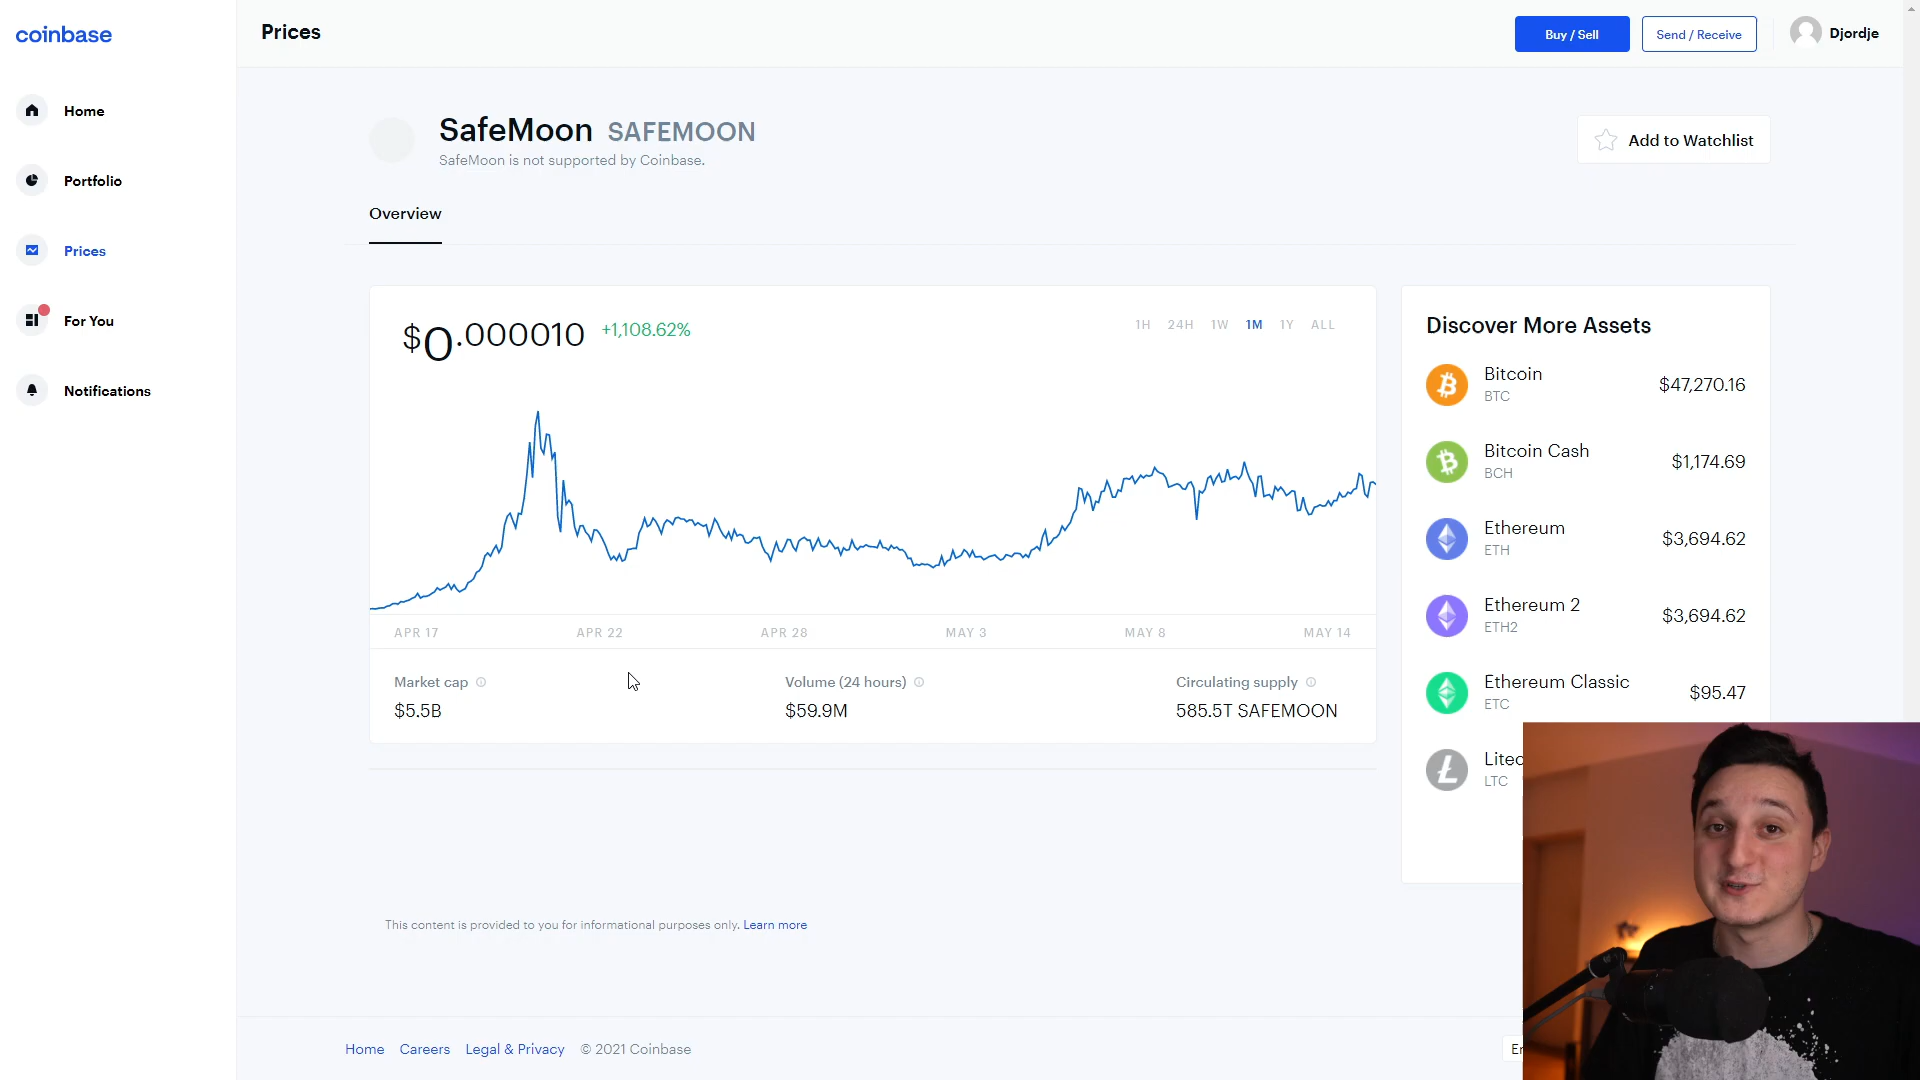 coinbase
Home
Portfolio
Prices
For You
Notifications
Prices
Buy / Sell
Send / Receive
Djordje
SafeMoon SAFEMOON
SafeMoon is not supported by Coinbase.
Add to Watchlist
Overview
$0.000010 +1,108.62%
1H 24H 1W 1M 1Y ALL
APR 17 APR 22 APR 28 MAY 3 MAY 8 MAY 14
Market cap
$5.5B
Volume (24 hours)
$59.9M
Circulating supply
585.5T SAFEMOON
Discover More Assets
Bitcoin
BTC
$47,270.16
Bitcoin Cash
BCH
$1,174.69
Ethereum
ETH
$3,694.62
Ethereum 2
ETH2
$3,694.62
Ethereum Classic
ETC
$95.47
LTC
This content is provided to you for informational purposes only. Learn more
Home Careers Legal & Privacy © 2021 Coinbase